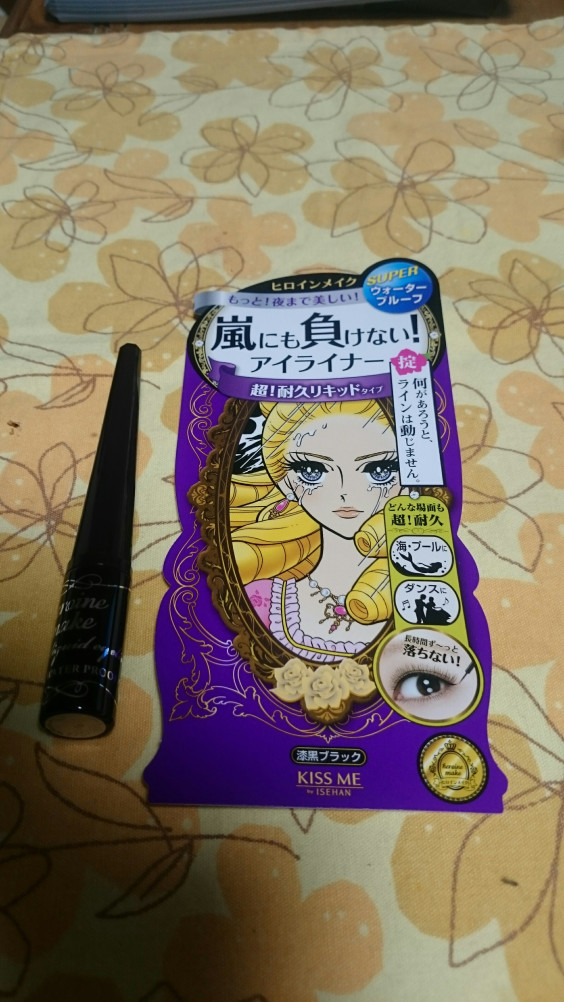 ヒロインメイク
SUPER
ウォーター
プルーフ
もっと!夜まで美しい!
嵐にも負けない!
アイライナー
超!耐久リキッドタイプ
掟
何があろうと、
ラインは動じません。
どんな場面も
超!耐久
海・プールに
ダンスに
長時間ず〜っと
落ちない!
漆黒ブラック
KISS ME
by ISEHAN
heroine
make